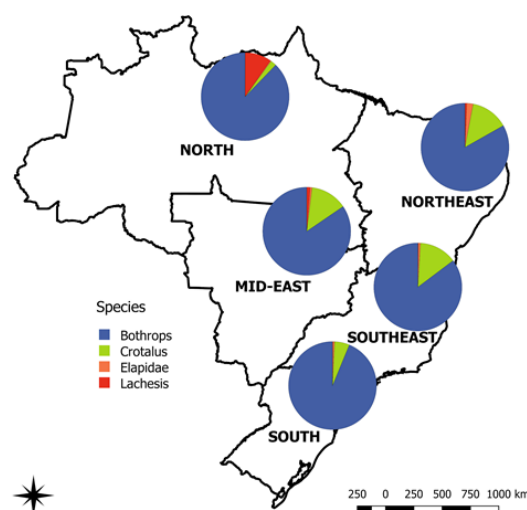 NORTH
NORTHEAST
MID-EAST
SOUTHEAST
SOUTH
Species
Bothrops
Crotalus
Elapidae
Lachesis
250 0 250 500 750 1000 km